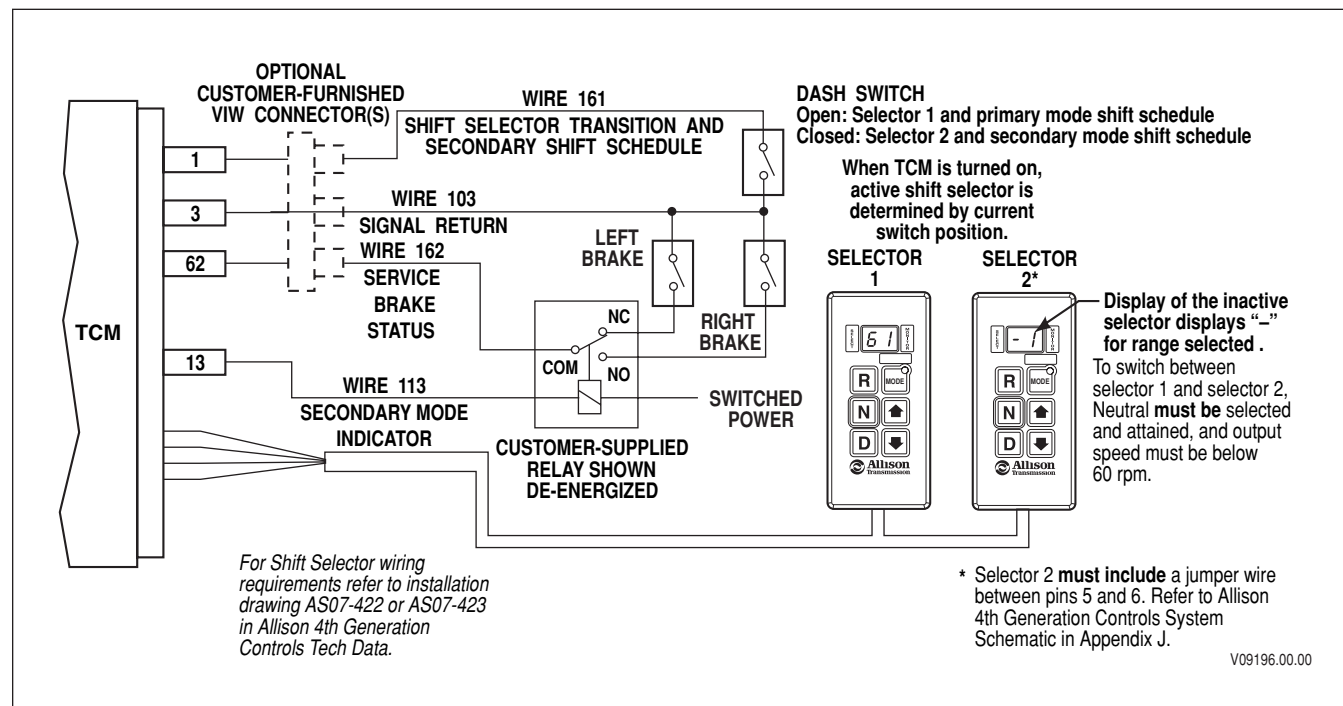 OPTIONAL
CUSTOMER-FURNISHED
VIW CONNECTOR(S)
WIRE 161
SHIFT SELECTOR TRANSITION AND
SECONDARY SHIFT SCHEDULE
DASH SWITCH
Open: Selector 1 and primary mode shift schedule
Closed: Selector 2 and secondary mode shift schedule
When TCM is turned on,
active shift selector is
determined by current
switch position.
1
3
62
13
TCM
WIRE 103
SIGNAL RETURN
WIRE 162
SERVICE
BRAKE
STATUS
LEFT
BRAKE
RIGHT
BRAKE
NC
COM
NO
WIRE 113
SECONDARY MODE
INDICATOR
SWITCHED
POWER
CUSTOMER-SUPPLIED
RELAY SHOWN
DE-ENERGIZED
SELECTOR
1
SELECT
61
MONITOR
R
MODE
N
D
Allison
Transmission
SELECTOR
2*
SELECT
-1
MONITOR
R
MODE
N
D
Allison
Transmission
Display of the inactive
selector displays “–”
for range selected .
To switch between
selector 1 and selector 2,
Neutral must be selected
and attained, and output
speed must be below
60 rpm.
For Shift Selector wiring
requirements refer to installation
drawing AS07-422 or AS07-423
in Allison 4th Generation
Controls Tech Data.
* Selector 2 must include a jumper wire
between pins 5 and 6. Refer to Allison
4th Generation Controls System
Schematic in Appendix J.
V09196.00.00